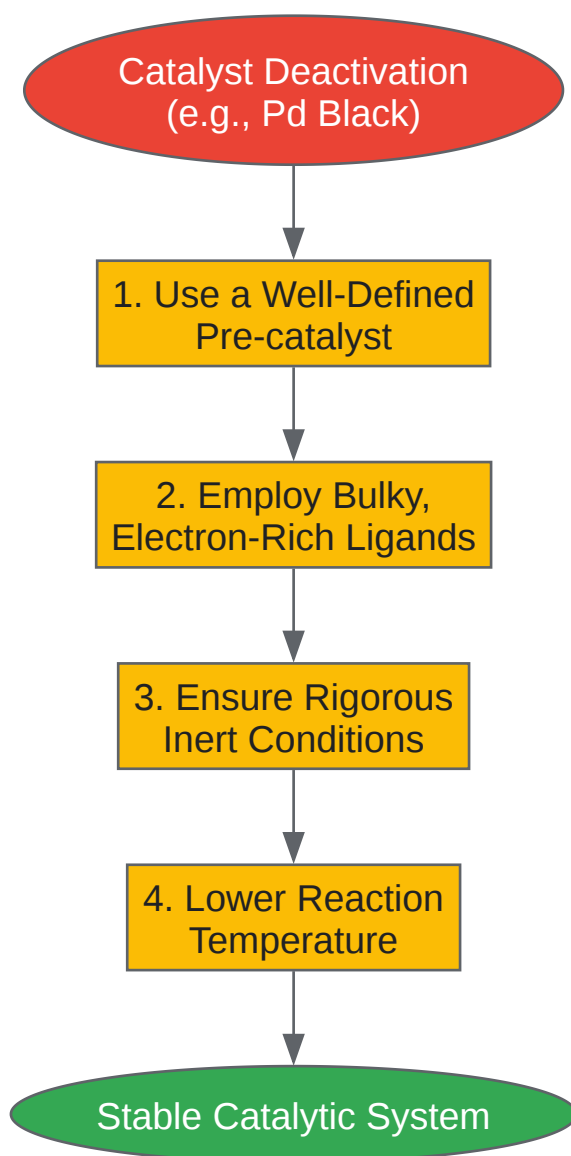 Catalyst Deactivation
(e.g., Pd Black)
1. Use a Well-Defined
Pre-catalyst
2. Employ Bulky,
Electron-Rich Ligands
3. Ensure Rigorous
Inert Conditions
4. Lower Reaction
Temperature
Stable Catalytic System